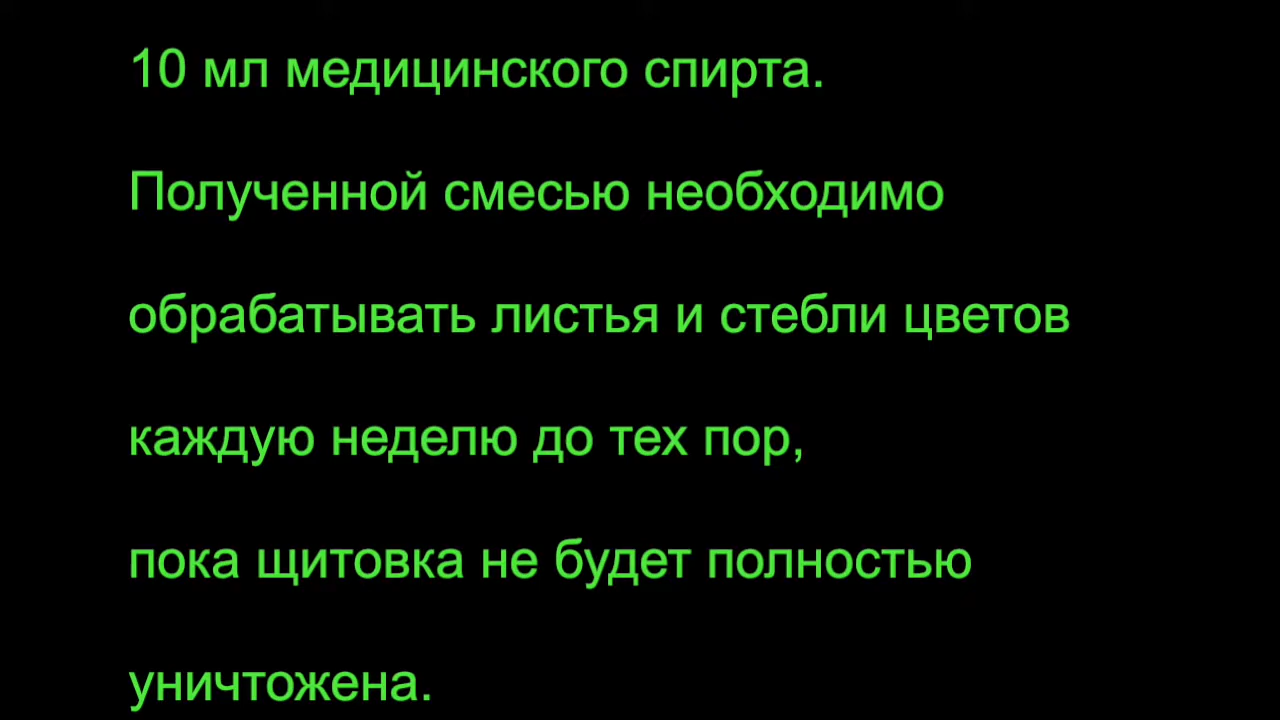 10 мл медицинского спирта.
Полученной смесью необходимо
обрабатывать листья и стебли цветов
каждую неделю до тех пор,
пока щитовка не будет полностью
уничтожена.